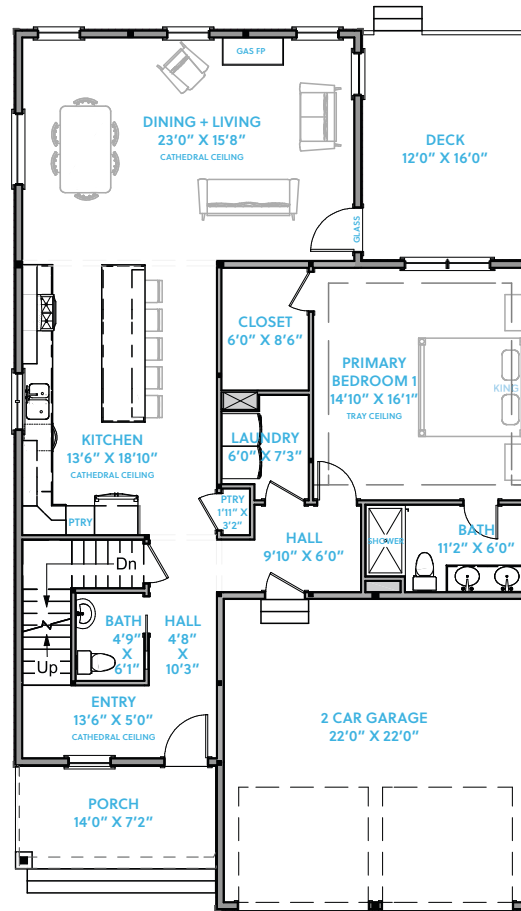 GAS FP
DINING + LIVING
23'0" X 15'8"
CATHEDRAL CEILING
DECK
12'0" X 16'0"
GLASS
CLOSET
6'0" X 8'6"
PRIMARY
BEDROOM 1
14'10" X 16'1"
TRAY CEILING
KING
KITCHEN
13'6" X 18'10"
CATHEDRAL CEILING
LAUNDRY
6'0" X 7'3"
PTRY
1'11" X
3'2"
PTRY
HALL
9'10" X 6'0"
SHOWER
BATH
11'2" X 6'0"
Dn
Up
BATH
4'9"
X
6'1"
HALL
4'8"
X
10'3"
ENTRY
13'6" X 5'0"
CATHEDRAL CEILING
2 CAR GARAGE
22'0" X 22'0"
PORCH
14'0" X 7'2"